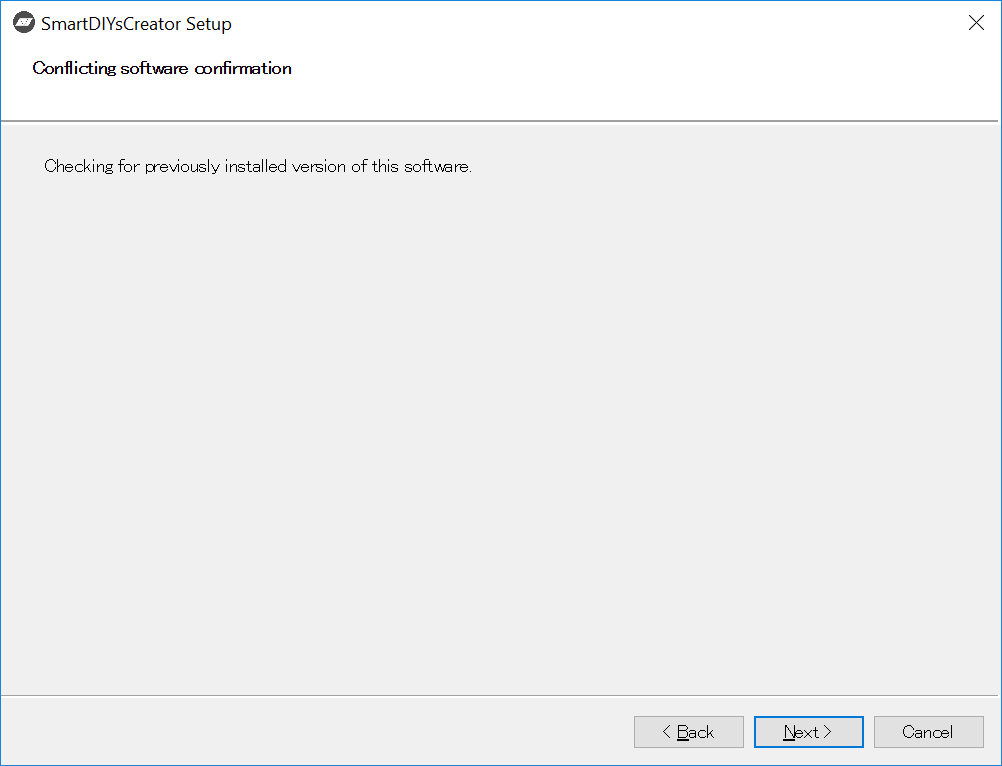 SmartDIYsCreator Setup
Conflicting software confirmation
Checking for previously installed version of this software.
< Back
Next >
Cancel